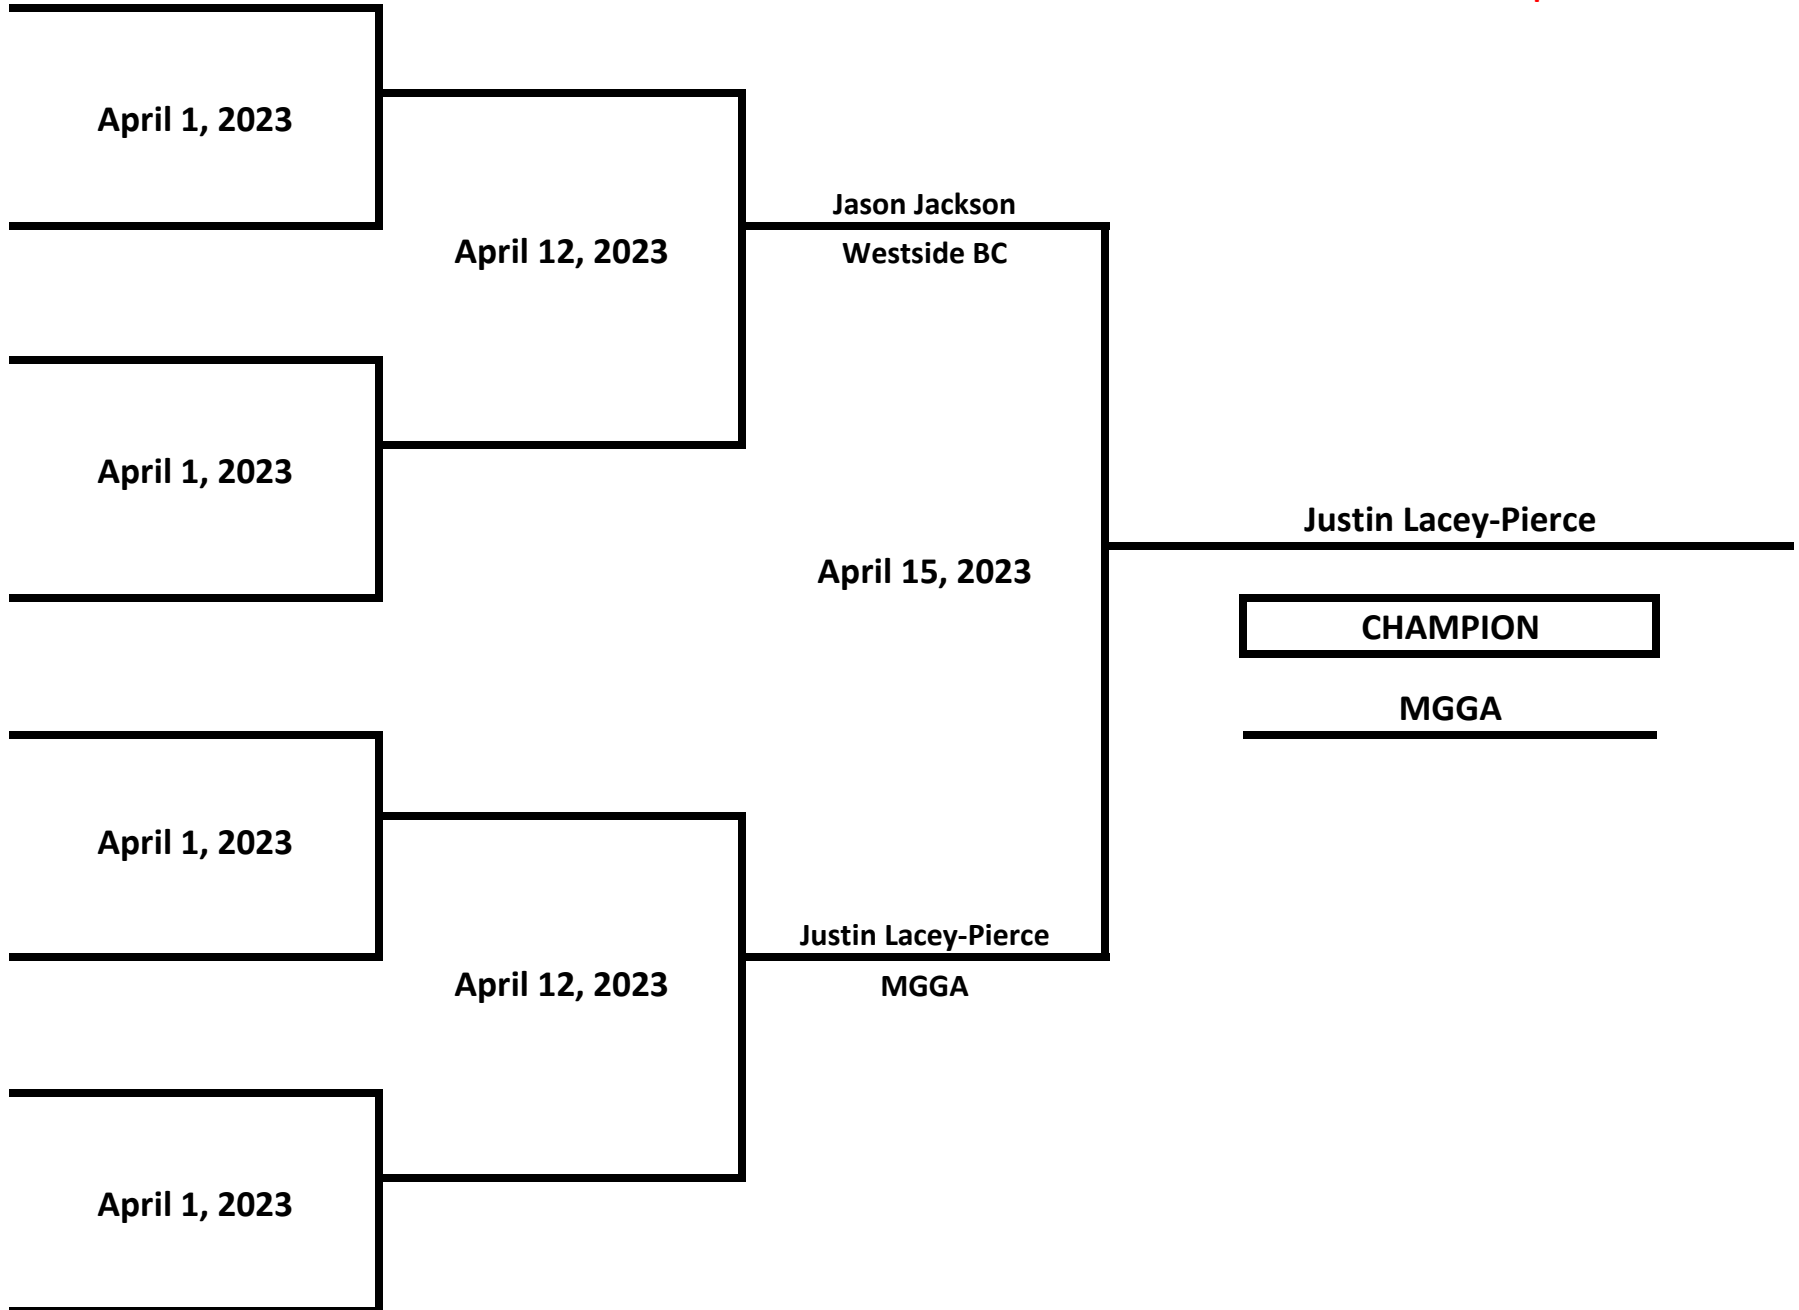 April 1, 2023
Jason Jackson
April 12, 2023
Westside BC
April 1, 2023
Justin Lacey-Pierce
April 15, 2023
CHAMPION
MGGA
April 1, 2023
Justin Lacey-Pierce
April 12, 2023
MGGA
April 1, 2023